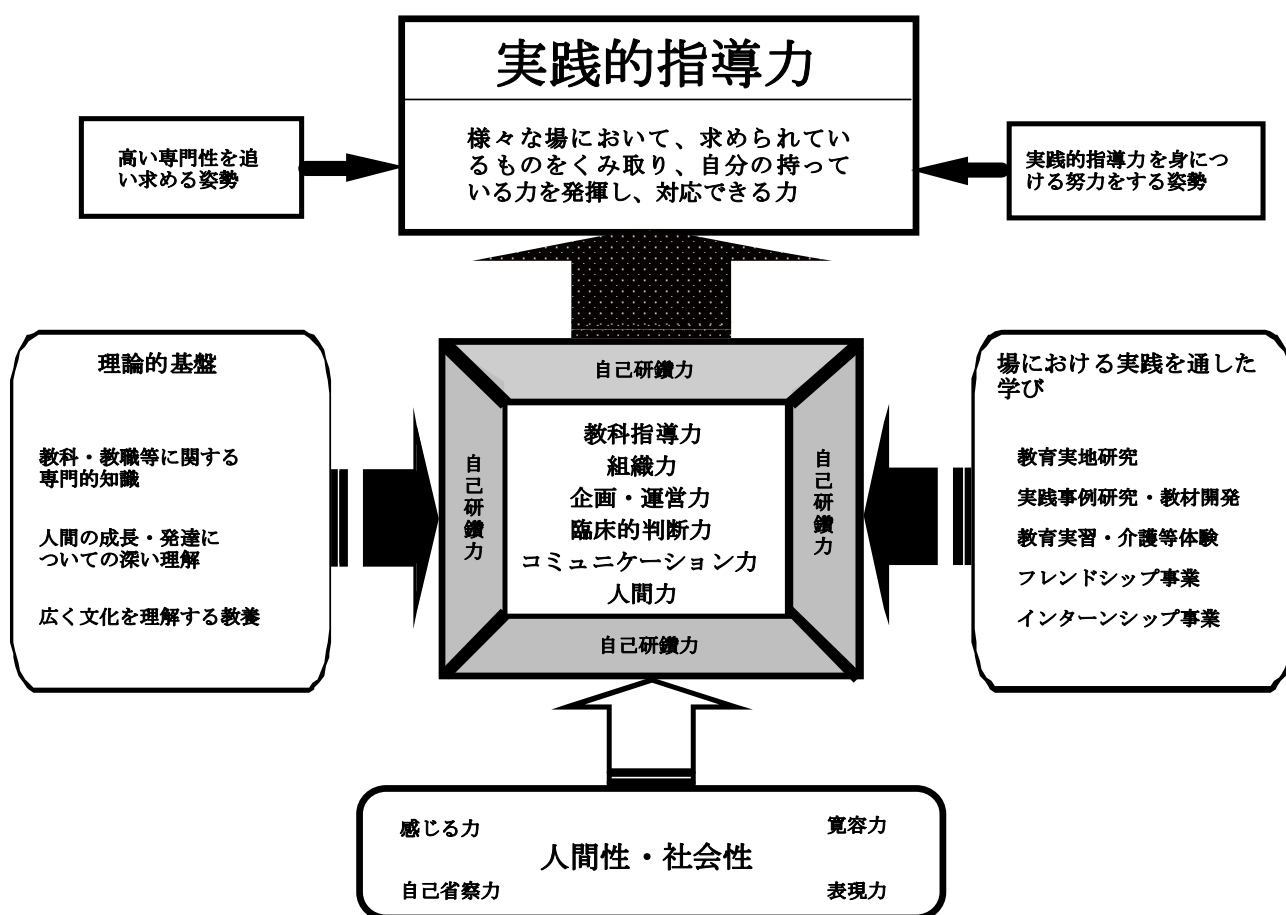 実践的指導力
様々な場において、求められてい
るものをくみ取り、自分の持って
いる力を発揮し、対応できる力
高い専門性を追
い求める姿勢
実践的指導力を身につ
ける努力をする姿勢
理論的基盤
教科・教職等に関する
専門的知識
人間の成長・発達に
ついての深い理解
広く文化を理解する教養
自己研鑽力
自己研鑽力
教科指導力
組織力
企画・運営力
臨床的判断力
コミュニケーション力
人間力
自己研鑽力
自己研鑽力
場における実践を通した
学び
教育実地研究
実践事例研究・教材開発
教育実習・介護等体験
フレンドシップ事業
インターンシップ事業
感じる力
寛容力
人間性・社会性
自己省察力
表現力